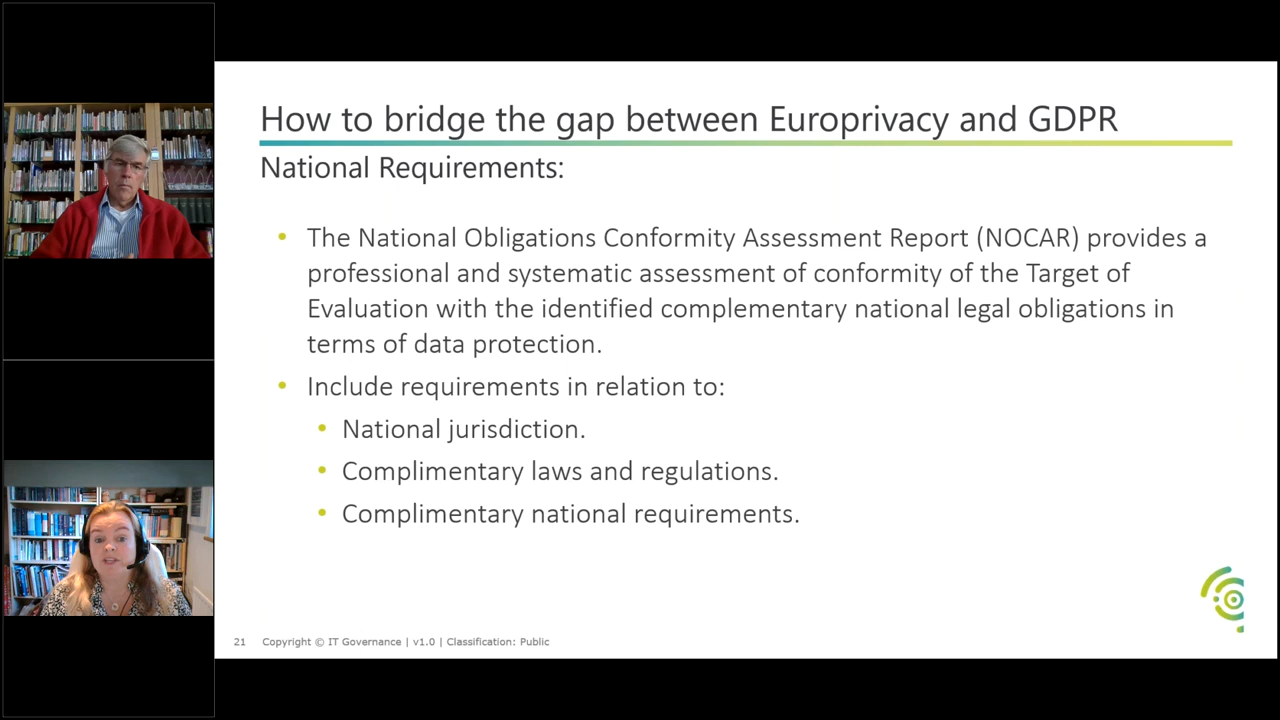 How to bridge the gap between Europrivacy and GDPR
National Requirements:
• The National Obligations Conformity Assessment Report (NOCAR) provides a
professional and systematic assessment of conformity of the Target of
Evaluation with the identified complementary national legal obligations in
terms of data protection.
• Include requirements in relation to:
• National jurisdiction.
• Complimentary laws and regulations.
• Complimentary national requirements.
21 Copyright © IT Governance | v1.0 | Classification: Public